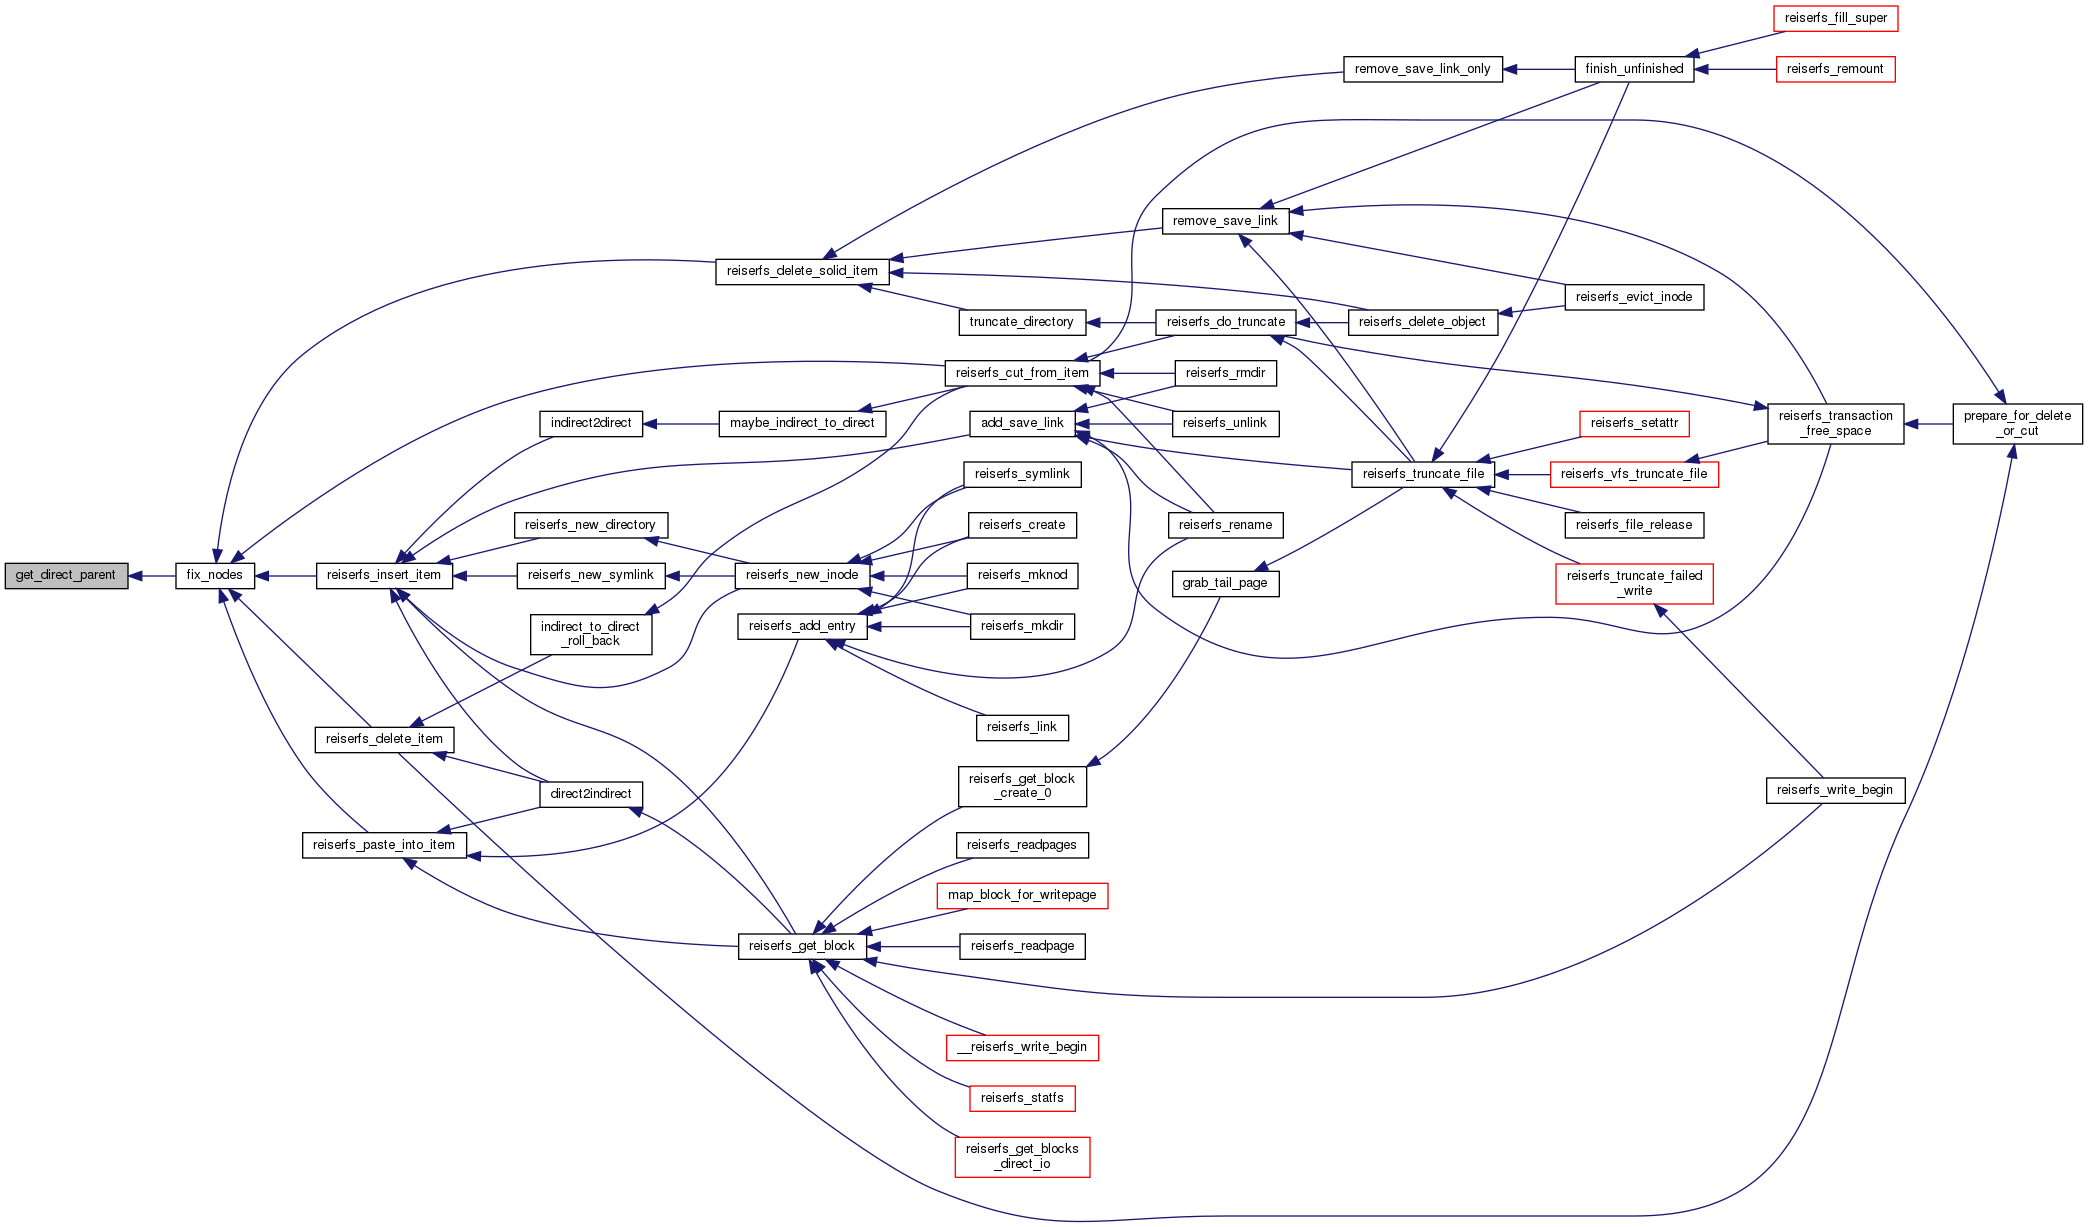 reiserfs_fill_super
remove_save_link_only
finish_unfinished
reiserfs_remount
remove_save_link
reiserfs_delete_solid_item
reiserfs_evict_inode
truncate_directory
reiserfs_do_truncate
reiserfs_delete_object
reiserfs_cut_from_item
reiserfs_rmdir
indirect2direct
maybe_indirect_to_direct
add_save_link
reiserfs_unlink
reiserfs_setattr
reiserfs_transaction
_free_space
prepare_for_delete
_or_cut
reiserfs_symlink
reiserfs_truncate_file
reiserfs_vfs_truncate_file
reiserfs_new_directory
reiserfs_create
reiserfs_rename
reiserfs_file_release
get_direct_parent
fix_nodes
reiserfs_insert_item
reiserfs_new_symlink
reiserfs_new_inode
reiserfs_mknod
grab_tail_page
reiserfs_truncate_failed
_write
indirect_to_direct
_roll_back
reiserfs_add_entry
reiserfs_mkdir
reiserfs_link
reiserfs_delete_item
direct2indirect
reiserfs_get_block
_create_0
reiserfs_write_begin
reiserfs_paste_into_item
reiserfs_readpages
map_block_for_writepage
reiserfs_get_block
reiserfs_readpage
__reiserfs_write_begin
reiserfs_statfs
reiserfs_get_blocks
_direct_io